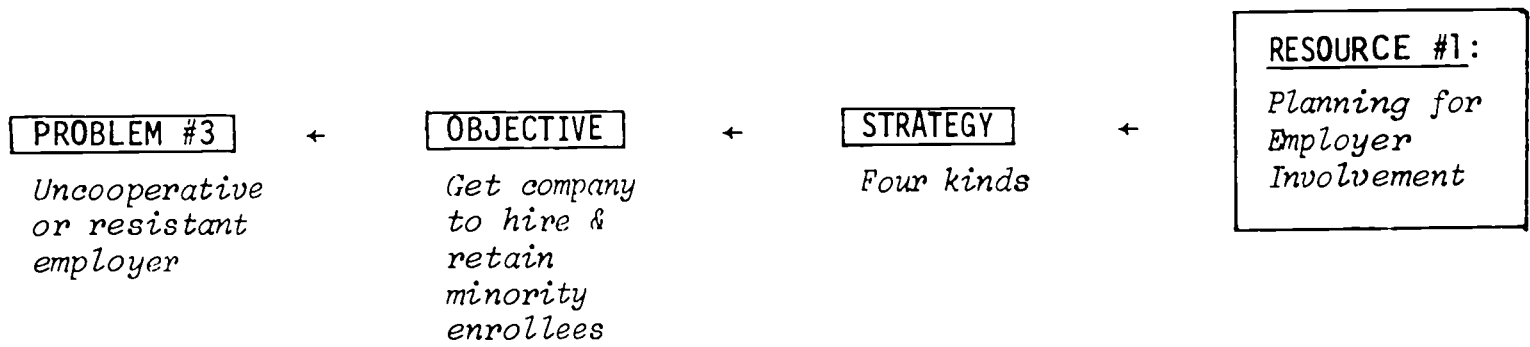 PROBLEM #3 ← OBJECTIVE ← STRATEGY ← RESOURCE #1:
Uncooperative
or resistant
employer
Get company
to hire &
retain
minority
enrollees
Four kinds
Planning for
Employer
Involvement